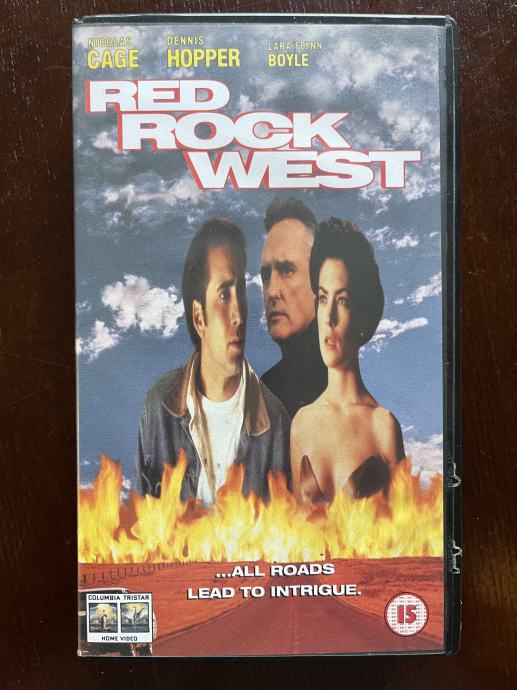 NICOLAS DENNIS LARA FLYNN
CAGE HOPPER BOYLE
RED
ROCK
WEST
...ALL ROADS
LEAD TO INTRIGUE.
COLUMBIA TRISTAR
HOME VIDEO
15